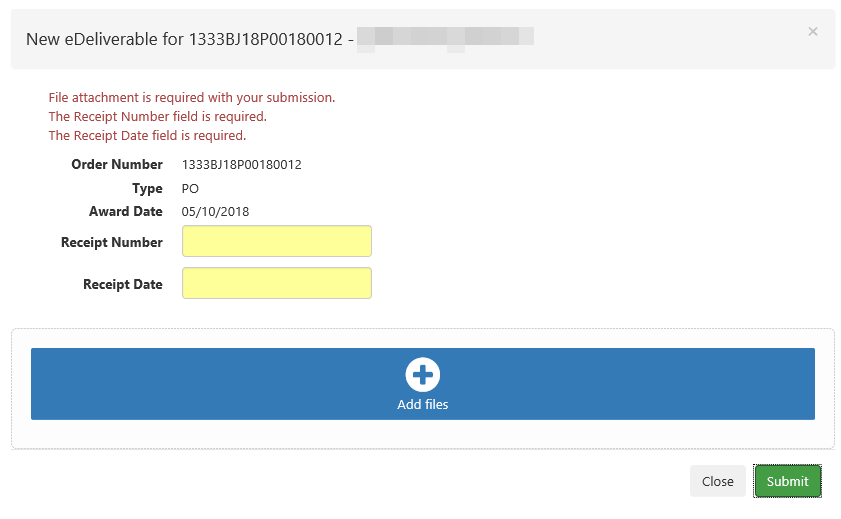 New eDeliverable for 1333BJ18P00180012 -
×
File attachment is required with your submission.
The Receipt Number field is required.
The Receipt Date field is required.
Order Number 1333BJ18P00180012
Type PO
Award Date 05/10/2018
Receipt Number
Receipt Date
Add files
Close Submit